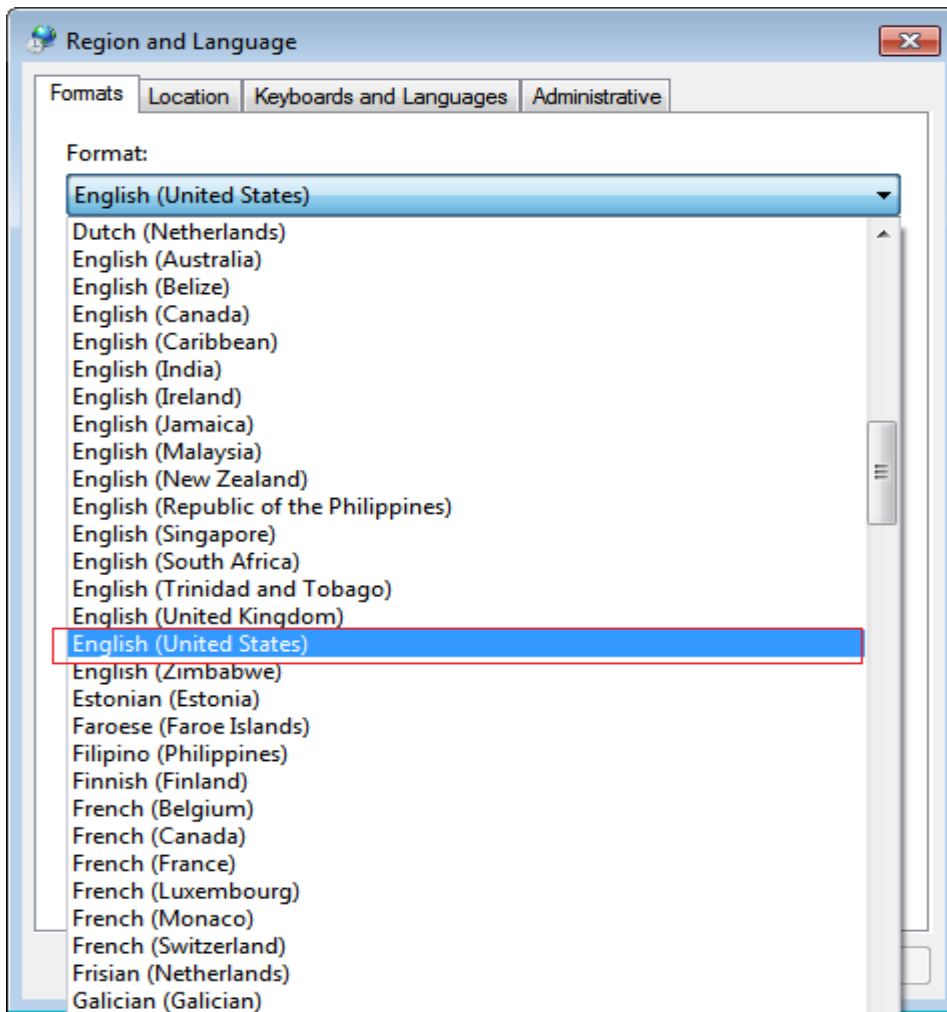 Region and Language
Formats Location Keyboards and Languages Administrative
Format:
English (United States)
Dutch (Netherlands)
English (Australia)
English (Belize)
English (Canada)
English (Caribbean)
English (India)
English (Ireland)
English (Jamaica)
English (Malaysia)
English (New Zealand)
English (Republic of the Philippines)
English (Singapore)
English (South Africa)
English (Trinidad and Tobago)
English (United Kingdom)
English (United States)
English (Zimbabwe)
Estonian (Estonia)
Faroese (Faroe Islands)
Filipino (Philippines)
Finnish (Finland)
French (Belgium)
French (Canada)
French (France)
French (Luxembourg)
French (Monaco)
French (Switzerland)
Frisian (Netherlands)
Galician (Galician)